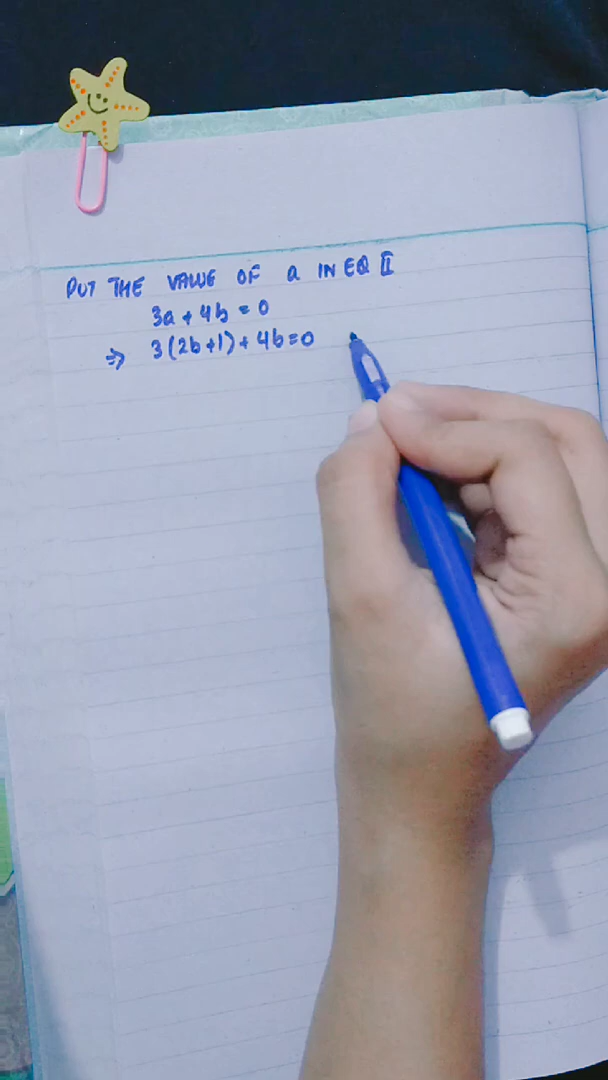 PUT THE VALUE OF a IN EQ II
3a + 4b = 0
⇒ 3(2b+1) + 4b = 0